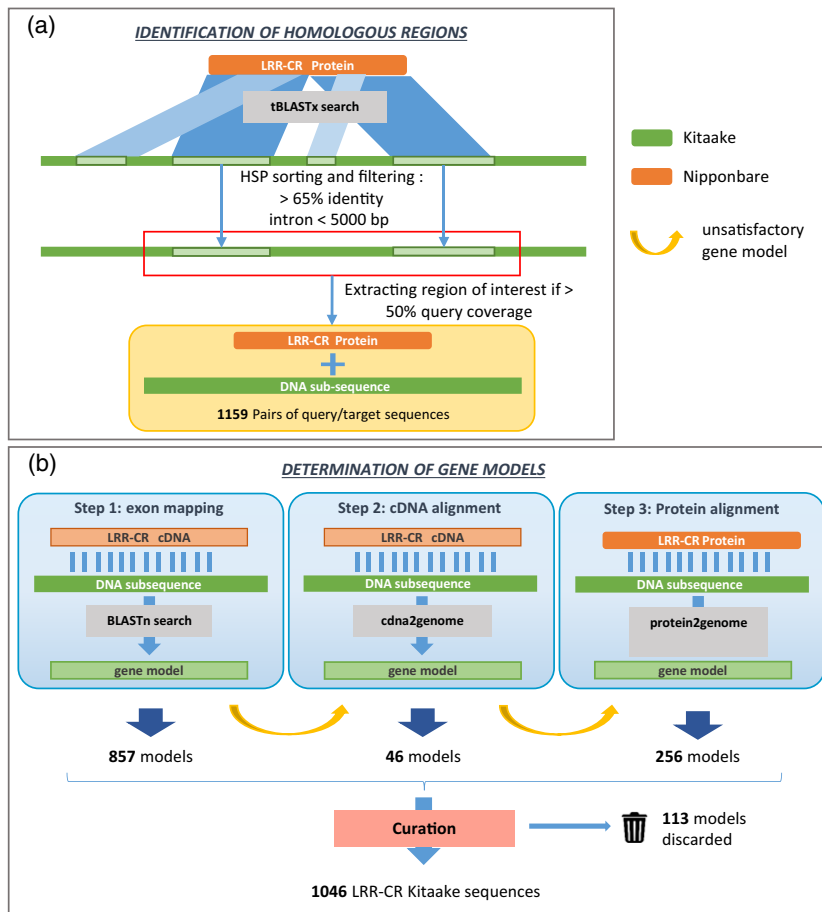 (a)
IDENTIFICATION OF HOMOLOGOUS REGIONS
LRR-CR Protein
tBLASTx search
HSP sorting and filtering :
> 65% identity
intron < 5000 bp
Extracting region of interest if >
50% query coverage
LRR-CR Protein
DNA sub-sequence
1159 Pairs of query/target sequences
Kitaake
Nipponbare
unsatisfactory
gene model
(b)
DETERMINATION OF GENE MODELS
Step 1: exon mapping
LRR-CR cDNA
DNA subsequence
BLASTn search
gene model
857 models
Step 2: cDNA alignment
LRR-CR cDNA
DNA subsequence
cdna2genome
gene model
46 models
Step 3: Protein alignment
LRR-CR Protein
DNA subsequence
protein2genome
gene model
256 models
Curation
113 models
discarded
1046 LRR-CR Kitaake sequences